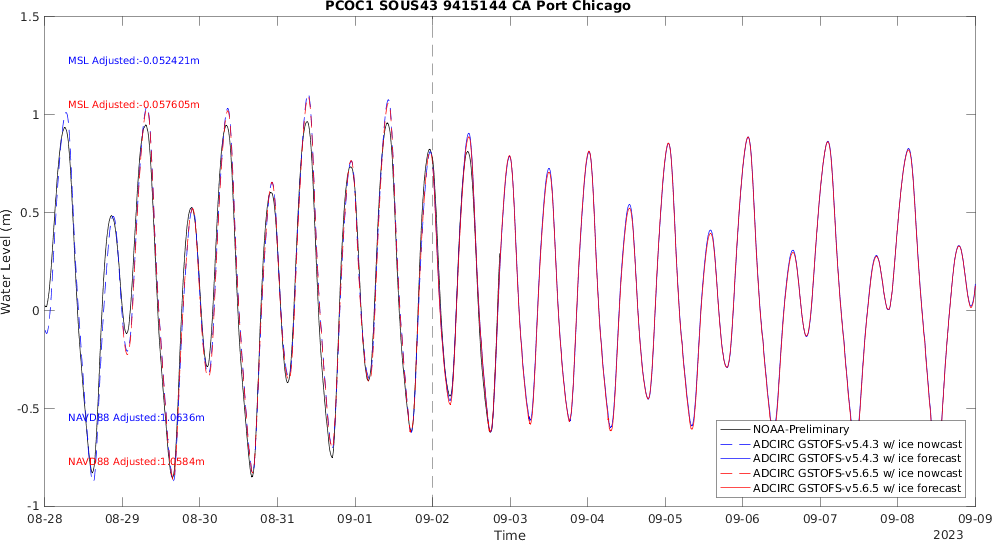 PCOC1 SOUS43 9415144 CA Port Chicago
Water Level (m)
1.5
1
0.5
0
-0.5
-1
MSL Adjusted:-0.052421m
MSL Adjusted:-0.057605m
NAVD88 Adjusted:1.0636m
NAVD88 Adjusted:1.0584m
NOAA-Preliminary
ADCIRC GSTOFS-v5.4.3 w/ ice nowcast
ADCIRC GSTOFS-v5.4.3 w/ ice forecast
ADCIRC GSTOFS-v5.6.5 w/ ice nowcast
ADCIRC GSTOFS-v5.6.5 w/ ice forecast
08-28 08-29 08-30 08-31 09-01 09-02 09-03 09-04 09-05 09-06 09-07 09-08 09-09
Time
2023